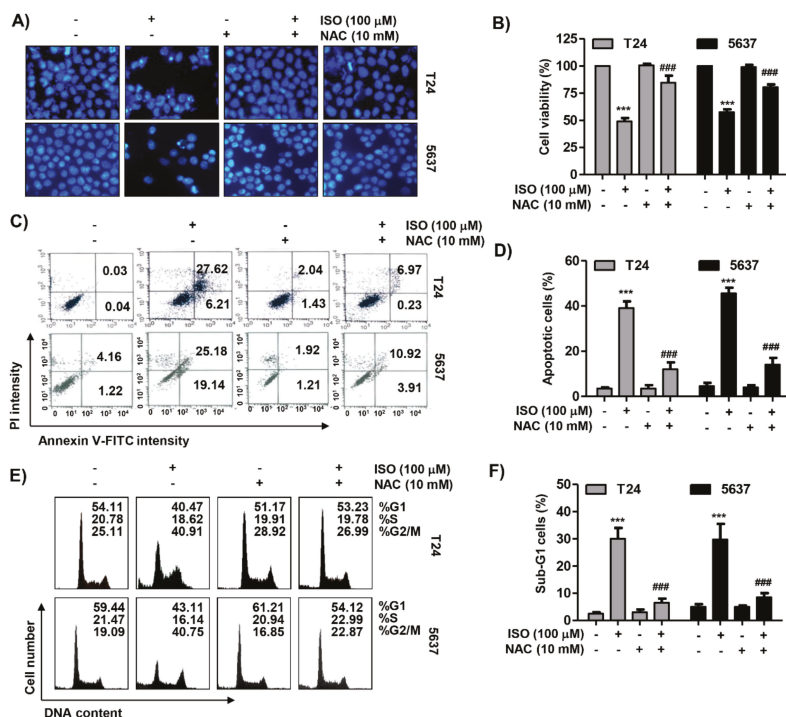 A)
- + - + ISO (100 μM)
- - + + NAC (10 mM)
T24
5637
B)
T24 5637
Cell viability (%)
125
100
75
50
25
0
*** ### *** ###
ISO (100 μM) - + - + - + - +
NAC (10 mM) - - + + - - + +
C)
- + - + ISO (100 μM)
- - + + NAC (10 mM)
0.03 27.62 2.04 6.97
0.04 6.21 1.43 0.23
T24
4.16 25.18 1.92 10.92
1.22 19.14 1.21 3.91
5637
PI intensity
Annexin V-FITC intensity
D)
T24 5637
Apoptotic cells (%)
60
40
20
0
*** ### *** ###
ISO (100 μM) - + - + - + - +
NAC (10 mM) - - + + - - + +
E)
- + - + ISO (100 μM)
- - + + NAC (10 mM)
54.11 40.47 51.17 53.23 %G1
20.78 18.62 19.91 19.78 %S
25.11 40.91 28.92 26.99 %G2/M
T24
59.44 43.11 61.21 54.12 %G1
21.47 16.14 20.94 22.99 %S
19.09 40.75 16.85 22.87 %G2/M
5637
Cell number
DNA content
F)
T24 5637
Sub-G1 cells (%)
50
40
30
20
10
0
*** ### *** ###
ISO (100 μM) - + - + - + - +
NAC (10 mM) - - + + - - + +